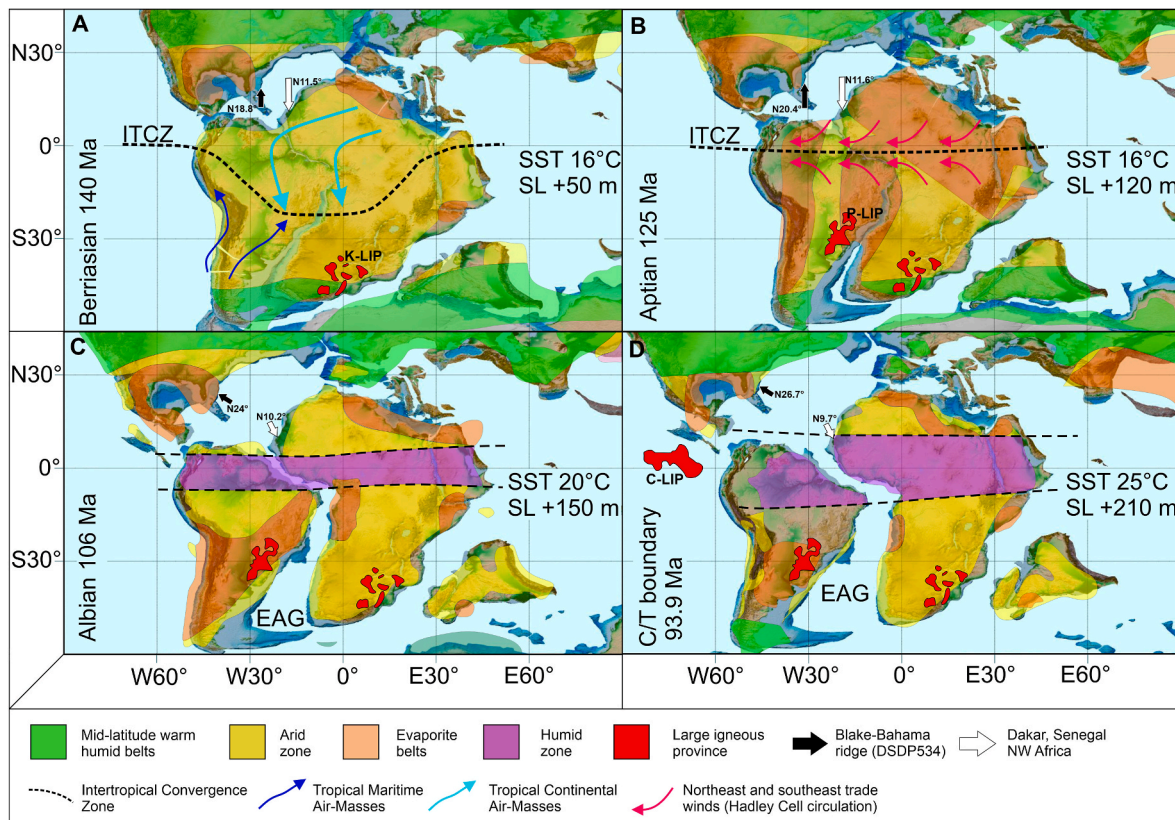 A
N30°
N11.5°
N18.8°
ITCZ
0°
SST 16°C
SL +50 m
S30°
K-LIP
Berriasian 140 Ma
B
N11.6°
N20.4°
ITCZ
SST 16°C
SL +120 m
P-LIP
Aptian 125 Ma
C
N30°
N24°
N10.2°
0°
SST 20°C
SL +150 m
S30°
EAG
Albian 106 Ma
D
N26.7°
N9.7°
C-LIP
SST 25°C
SL +210 m
EAG
C/T boundary
93.9 Ma
W60° W30° 0° E30° E60°
W60° W30° 0° E30° E60°
Mid-latitude warm
humid belts
Arid
zone
Evaporite
belts
Humid
zone
Large igneous
province
Blake-Bahama
ridge (DSDP534)
Dakar, Senegal
NW Africa
Intertropical Convergence
Zone
Tropical Maritime
Air-Masses
Tropical Continental
Air-Masses
Northeast and southeast trade
winds (Hadley Cell circulation)